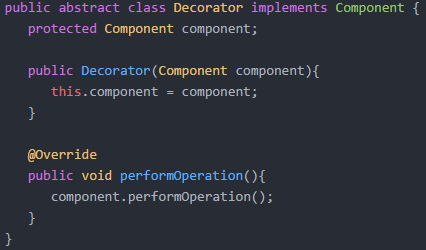 public abstract class Decorator implements Component {
protected Component component;
public Decorator(Component component){
this.component = component;
}
@Override
public void performOperation(){
component.performOperation();
}
}